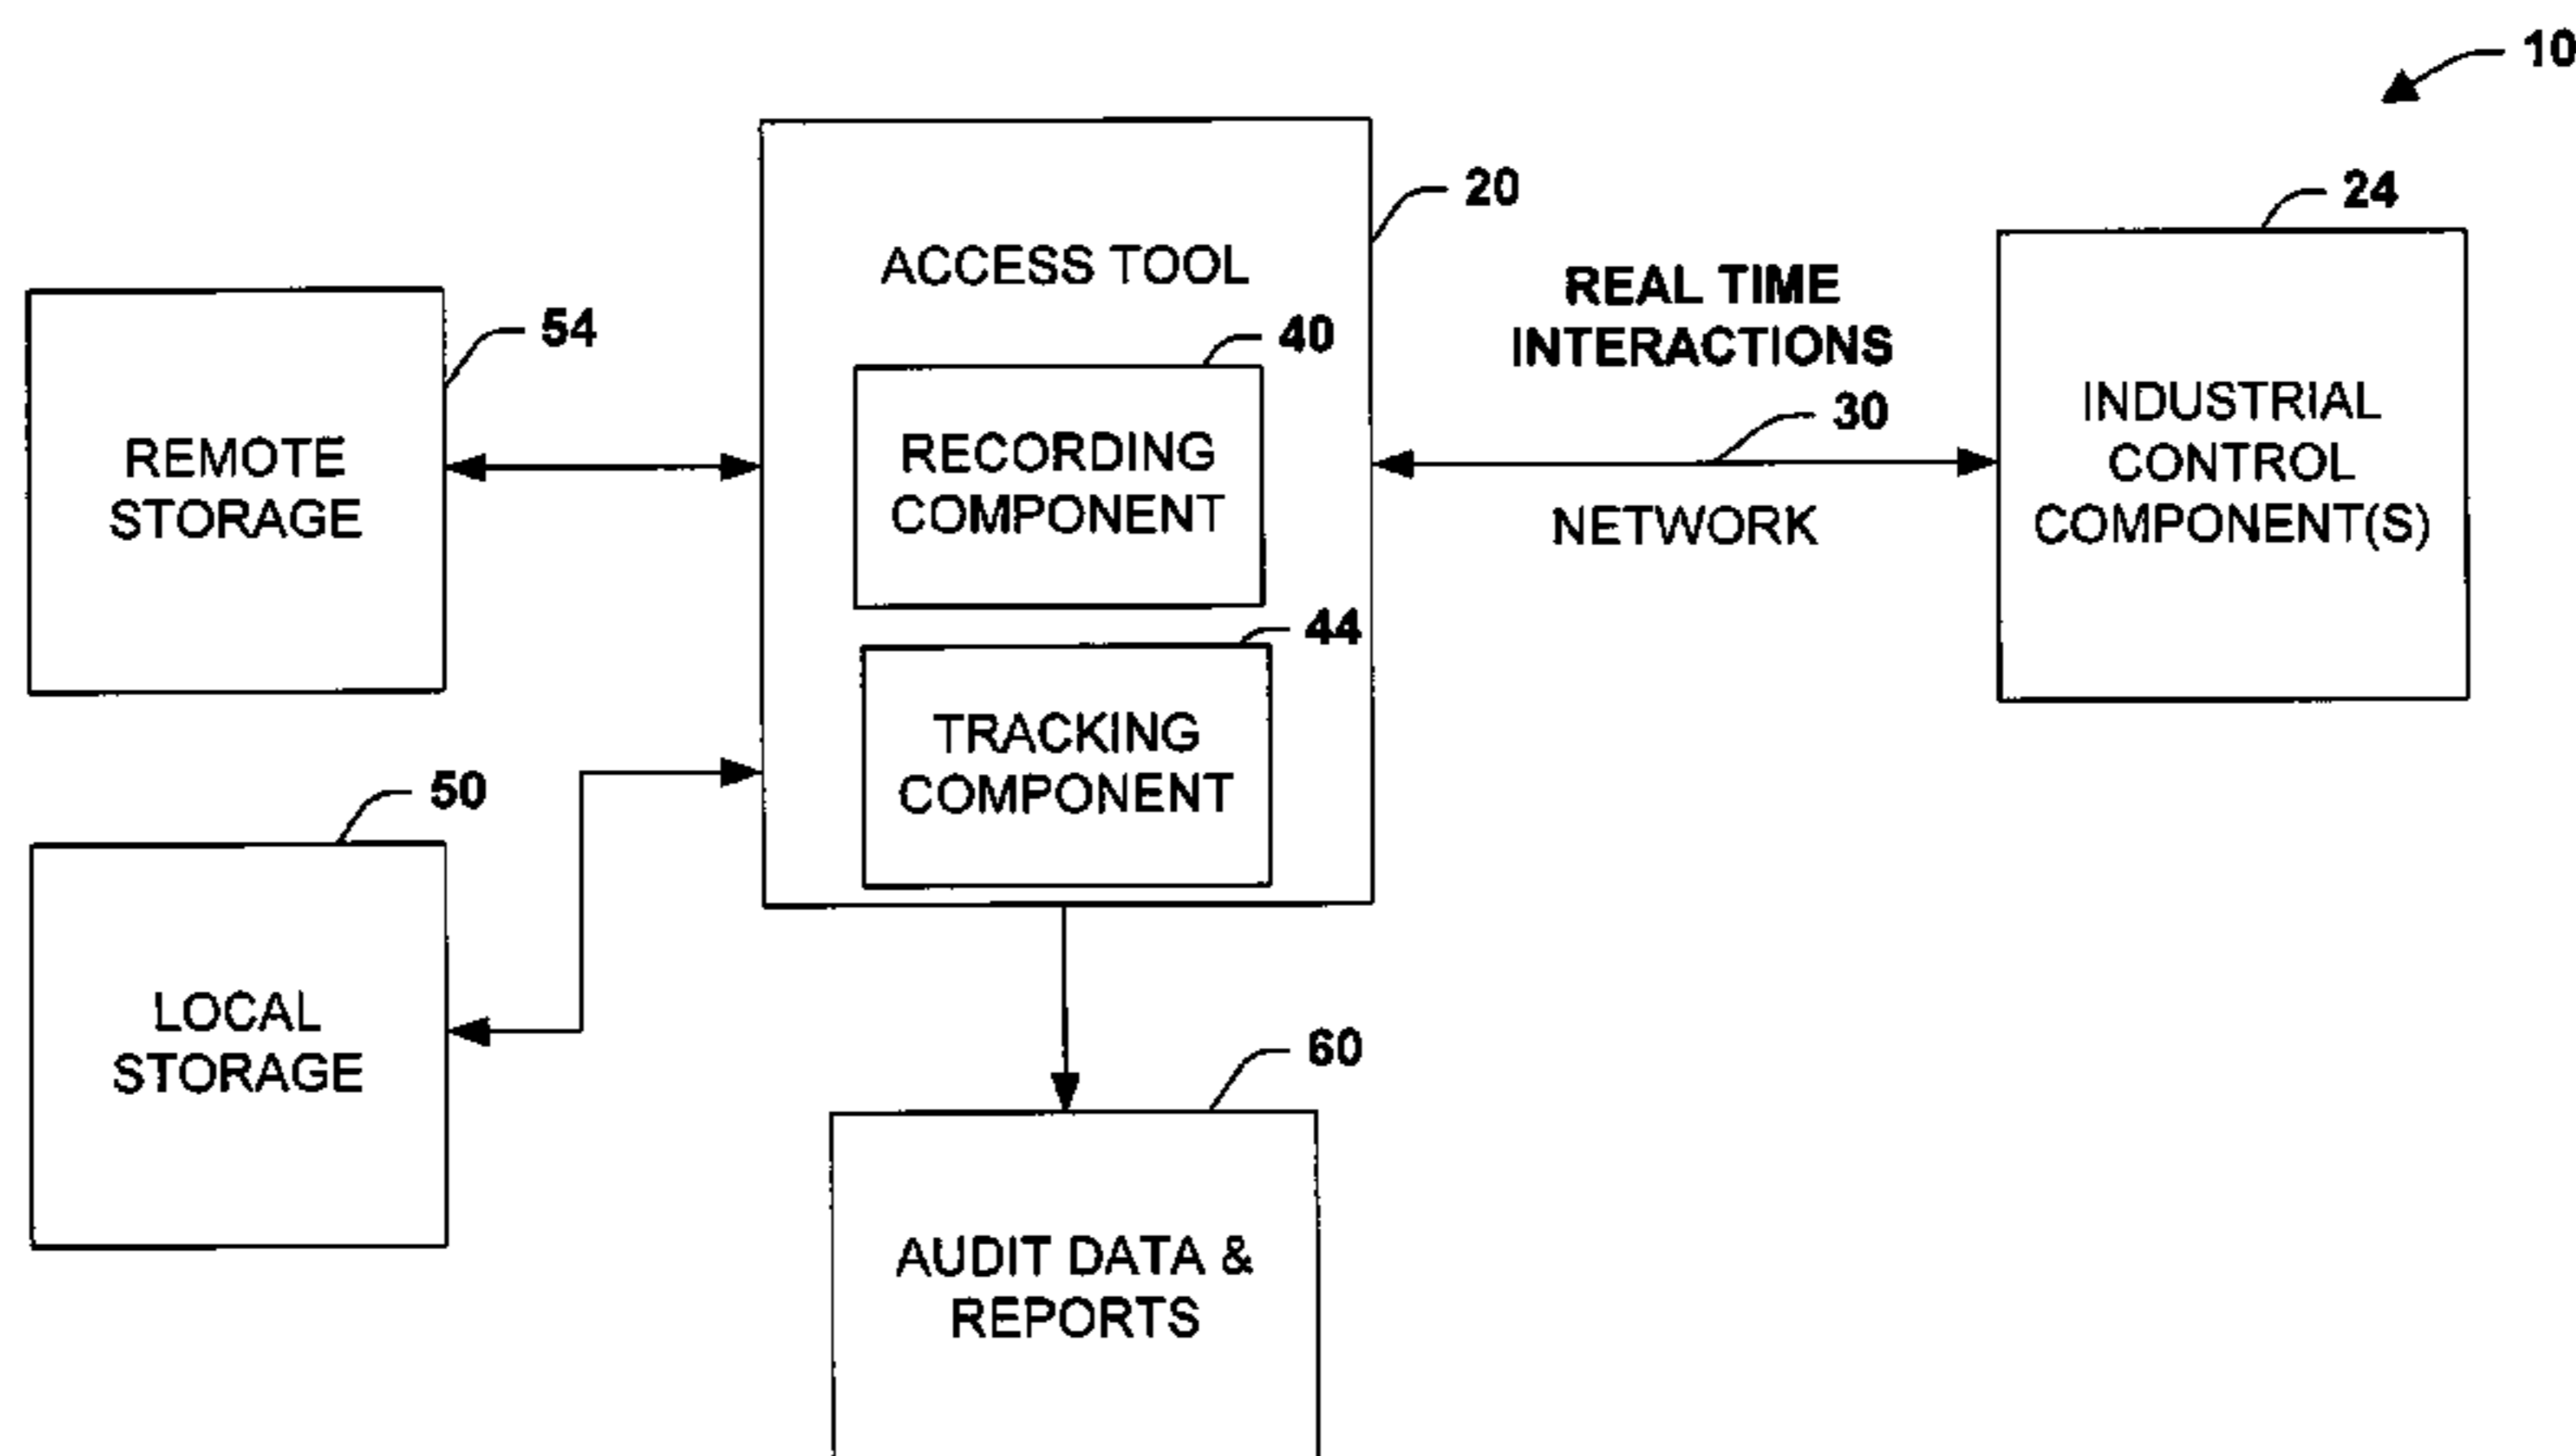 10
20
24
ACCESS TOOL
REAL TIME
INTERACTIONS
54
40
30
INDUSTRIAL
CONTROL
COMPONENT(S)
REMOTE
STORAGE
RECORDING
COMPONENT
NETWORK
44
TRACKING
COMPONENT
50
LOCAL
STORAGE
60
AUDIT DATA &
REPORTS